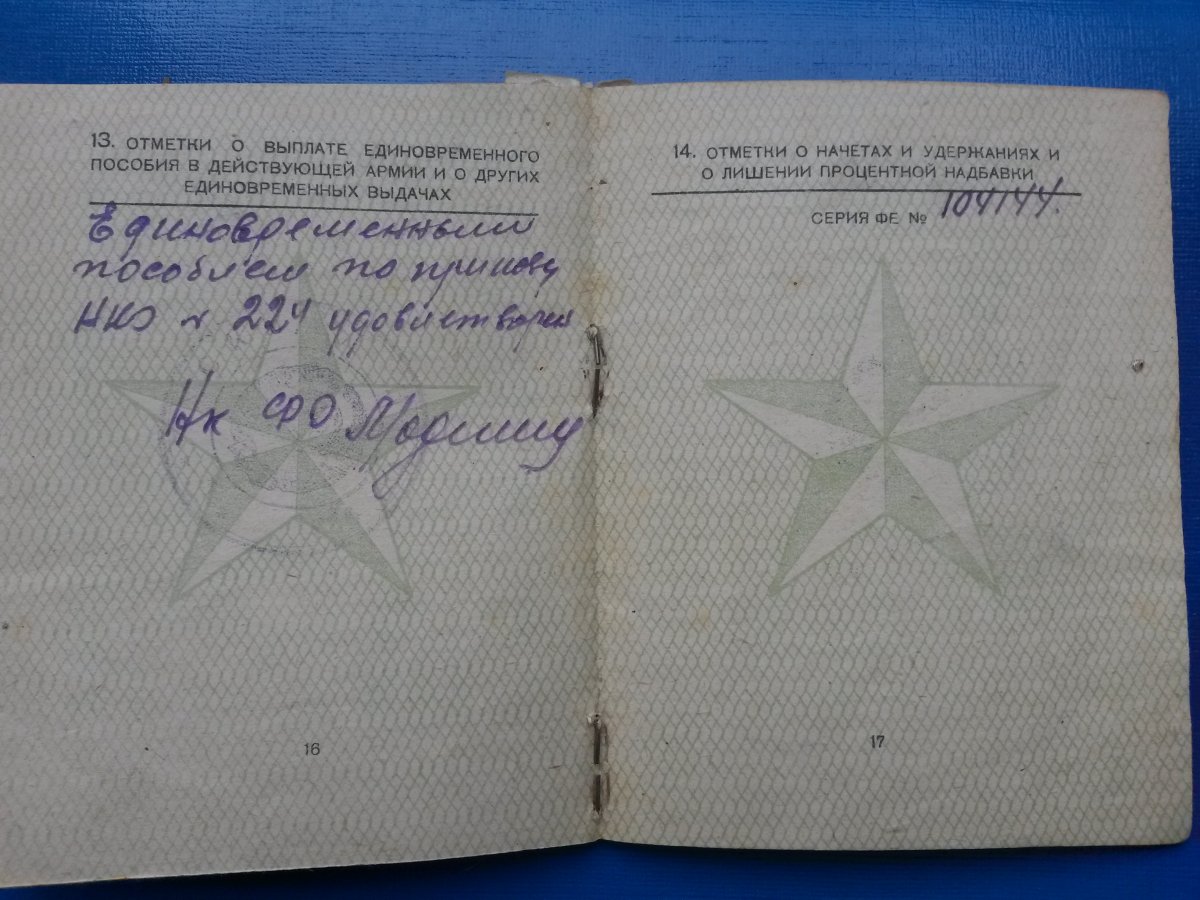 13. ОТМЕТКИ О ВЫПЛАТЕ ЕДИНОВРЕМЕННОГО
ПОСОБИЯ В ДЕЙСТВУЮЩЕЙ АРМИИ И О ДРУГИХ
ЕДИНОВРЕМЕННЫХ ВЫДАЧАХ
Единовременным
пособием по приказу
НКО 224 удовлетворен
Нк ФО
16
14. ОТМЕТКИ О НАЧЕТАХ И УДЕРЖАНИЯХ И
О ЛИШЕНИИ ПРОЦЕНТНОЙ НАДБАВКИ
СЕРИЯ ФЕ № 104144.
17